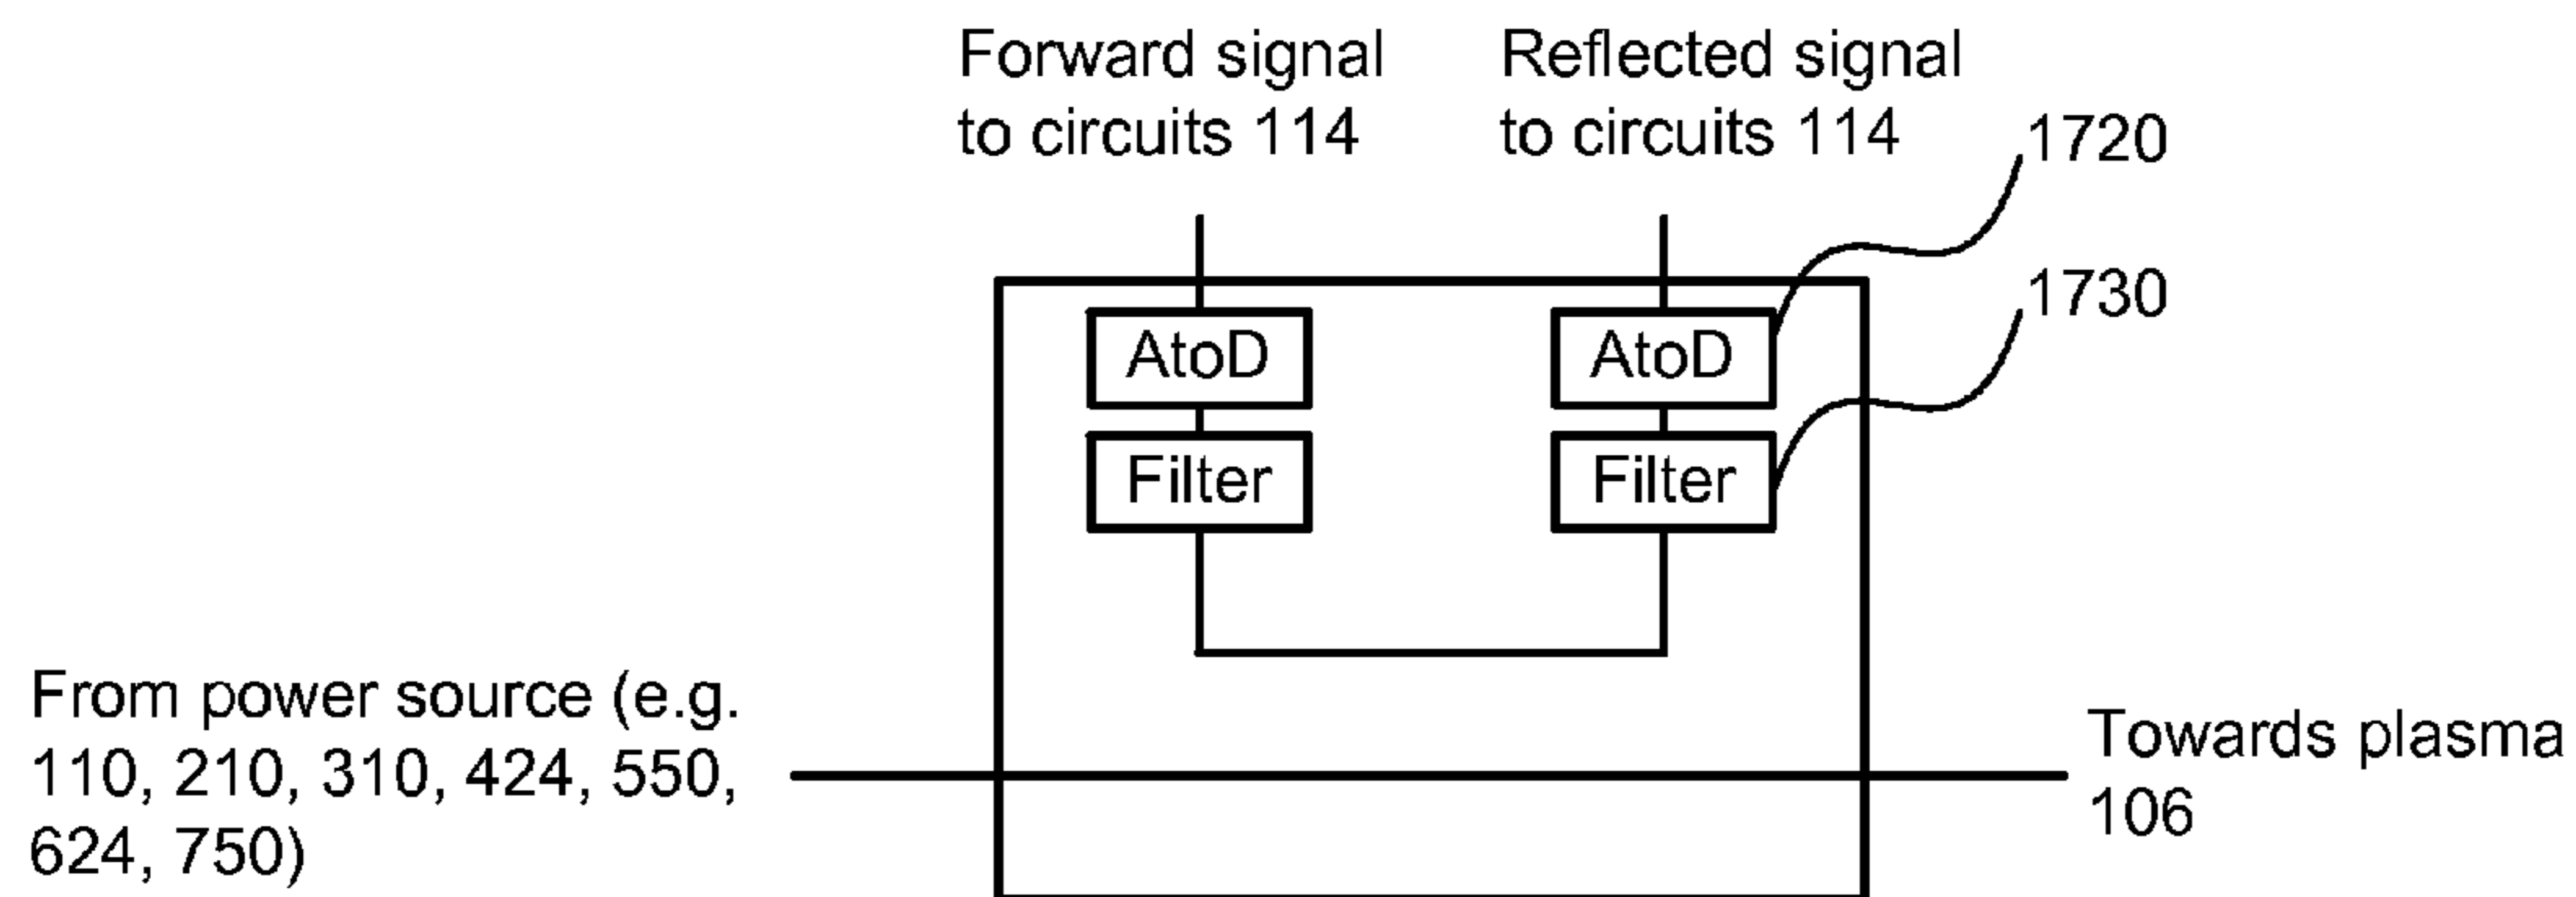 Forward signal
to circuits 114
Reflected signal
to circuits 114
1720
1730
AtoD
AtoD
Filter
Filter
From power source (e.g.
110, 210, 310, 424, 550,
624, 750)
Towards plasma
106